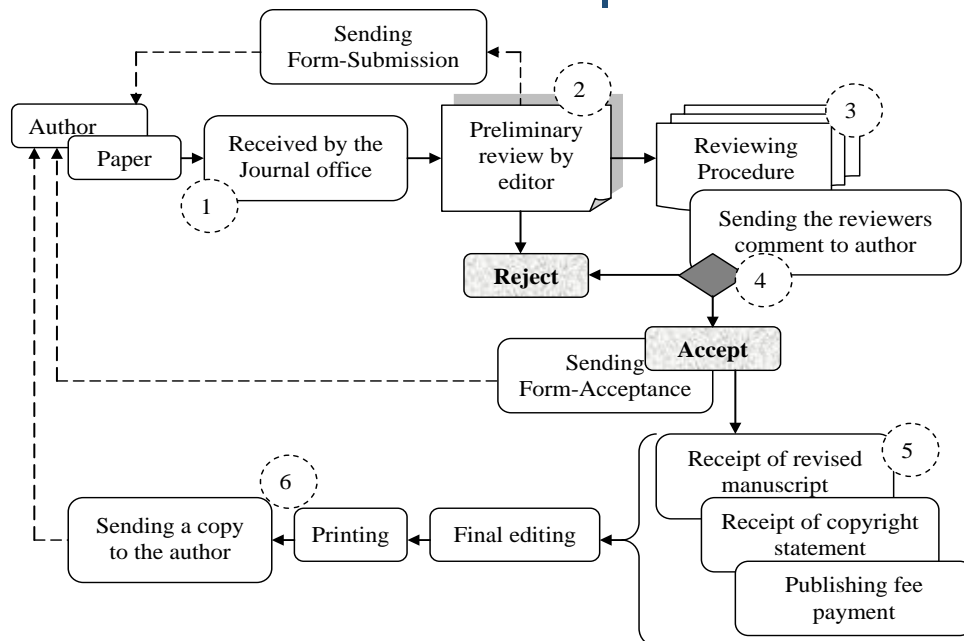 Sending
Form-Submission
2
3
Author
Paper
Received by the
Journal office
1
Preliminary
review by
editor
Reviewing
Procedure
Sending the reviewers
comment to author
Reject
4
Accept
Sending
Form-Acceptance
5
Receipt of revised
manuscript
Receipt of copyright
statement
Publishing fee
payment
Final editing
6
Printing
Sending a copy
to the author